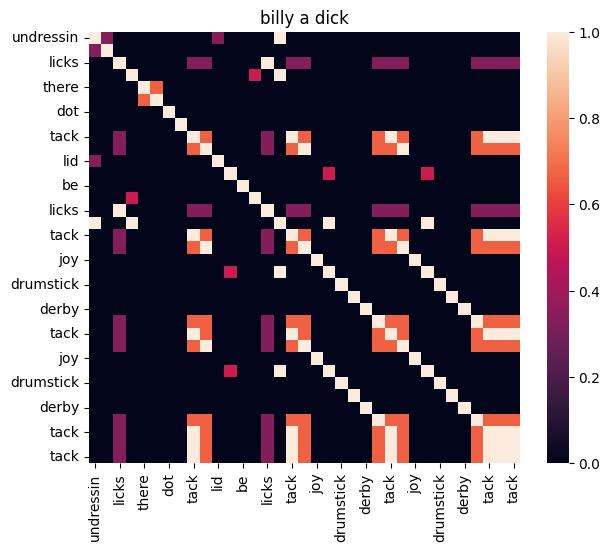 billy a dick
undressin
licks
there
dot
tack
lid
be
licks
tack
joy
drumstick
derby
tack
joy
drumstick
derby
tack
tack
1.0
0.8
0.6
0.4
0.2
0.0
undressin
licks
there
dot
tack
lid
be
licks
tack
joy
drumstick
derby
tack
joy
drumstick
derby
tack
tack